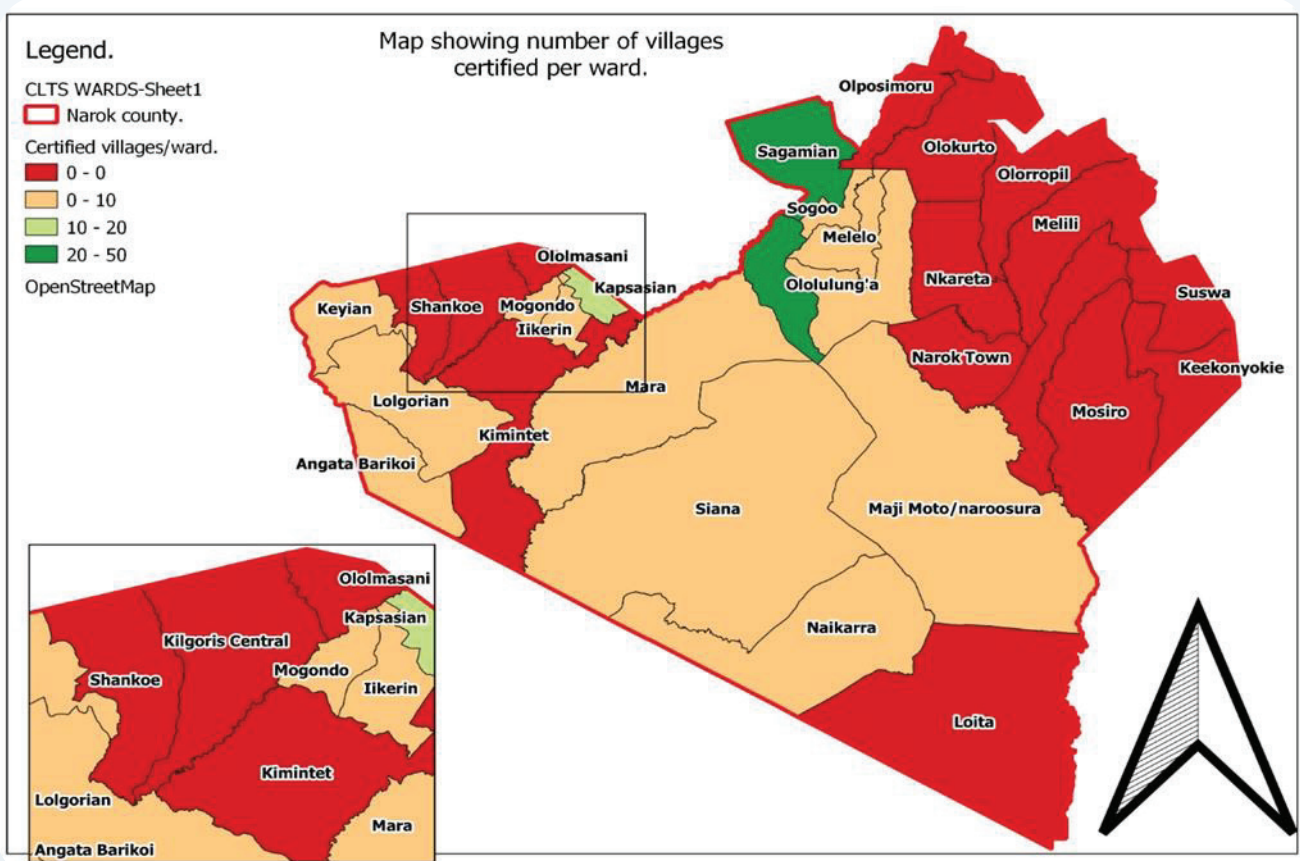 Legend.
CLTS WARDS-Sheet1
Narok county.
Certified villages/ward.
0 - 0
0 - 10
10 - 20
20 - 50
OpenStreetMap
Map showing number of villages
certified per ward.
Olposimoru
Sagamian
Olokurto
Olorropil
Sogoo
Melili
Melelo
Ololmasani
Nkareta
Ololulung'a
Kapsasian
Suswa
Keyian
Shankoe
Mogondo
Iikerin
Narok Town
Keekonyokie
Mara
Lolgorian
Mosiro
Kimintet
Angata Barikoi
Siana
Maji Moto/naroosura
Naikarra
Loita
Ololmasani
Kapsasian
Kilgoris Central
Mogondo
Shankoe
Iikerin
Kimintet
Lolgorian
Mara
Angata Barikoi